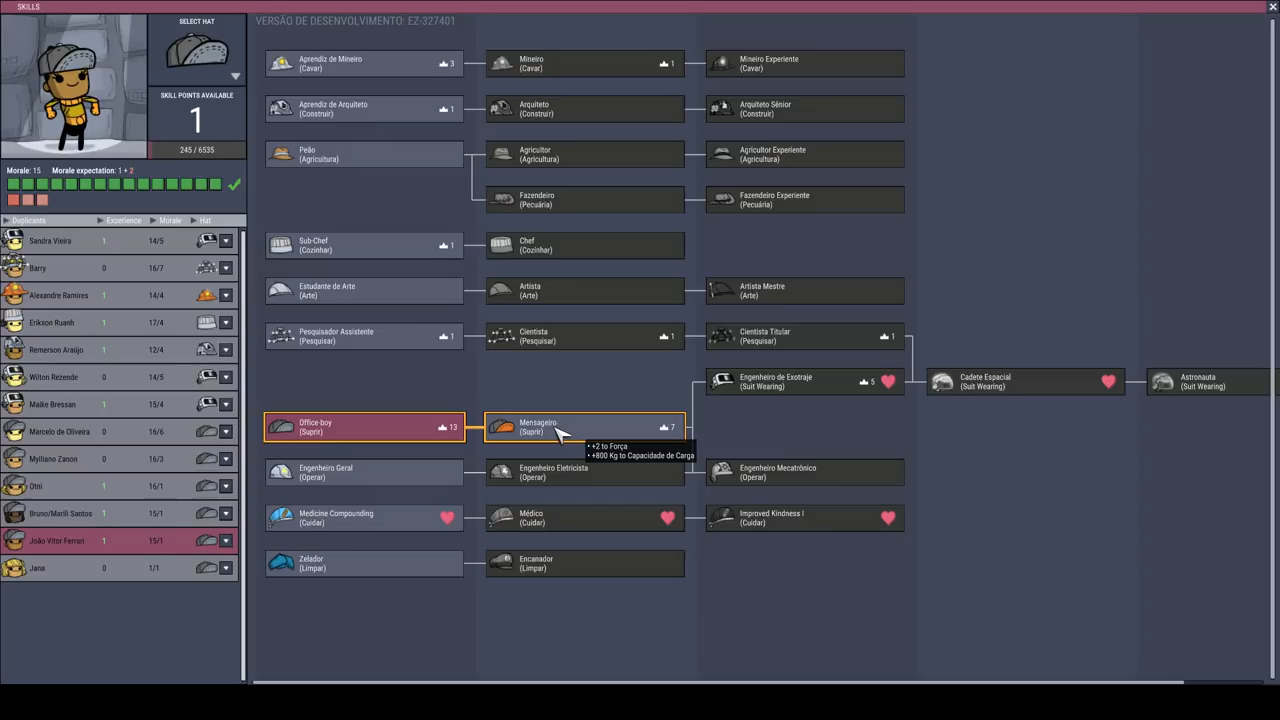 SKILLS
SELECT HAT
SKILL POINTS AVAILABLE
1
245 / 6535
Morale: 15 Morale expectation: 1 + 2
Duplicants Experience Morale Hat
Sandra Vieira 1 14/5
Barry 0 16/7
Alexandre Ramires 1 14/4
Erikson Ruanh 1 17/4
Remerson Araújo 1 12/4
Wilton Rezende 1 14/5
Maike Bressan 1 15/4
Marcelo de Oliveira 0 16/1
Mylliano Zanon 0 16/3
Otni 1 16/1
Bruno/Marili Santos 1 15/1
João Vitor Ferrari 1 15/1
Jana 0 1/1
VERSÃO DE DESENVOLVIMENTO: EZ-327401
Aprendiz de Mineiro
(Cavar)
3
Mineiro
(Cavar)
1
Mineiro Experiente
(Cavar)
Aprendiz de Arquiteto
(Construir)
1
Arquiteto
(Construir)
Arquiteto Sênior
(Construir)
Peão
(Agricultura)
Agricultor
(Agricultura)
Agricultor Experiente
(Agricultura)
Fazendeiro
(Pecuária)
Fazendeiro Experiente
(Pecuária)
Sub-Chef
(Cozinhar)
1
Chef
(Cozinhar)
Estudante de Arte
(Arte)
Artista
(Arte)
Artista Mestre
(Arte)
Pesquisador Assistente
(Pesquisar)
1
Cientista
(Pesquisar)
1
Cientista Titular
(Pesquisar)
1
Engenheiro de Exotraje
(Suit Wearing)
5
Cadete Espacial
(Suit Wearing)
Astronauta
(Suit Wearing)
Office-boy
(Suprir)
13
Mensageiro
(Suprir)
7
• +2 to Força
• +800 Kg to Capacidade de Carga
Engenheiro Geral
(Operar)
Engenheiro Eletricista
(Operar)
Engenheiro Mecatrônico
(Operar)
Medicine Compounding
(Cuidar)
Médico
(Cuidar)
Improved Kindness I
(Cuidar)
Zelador
(Limpar)
Encanador
(Limpar)